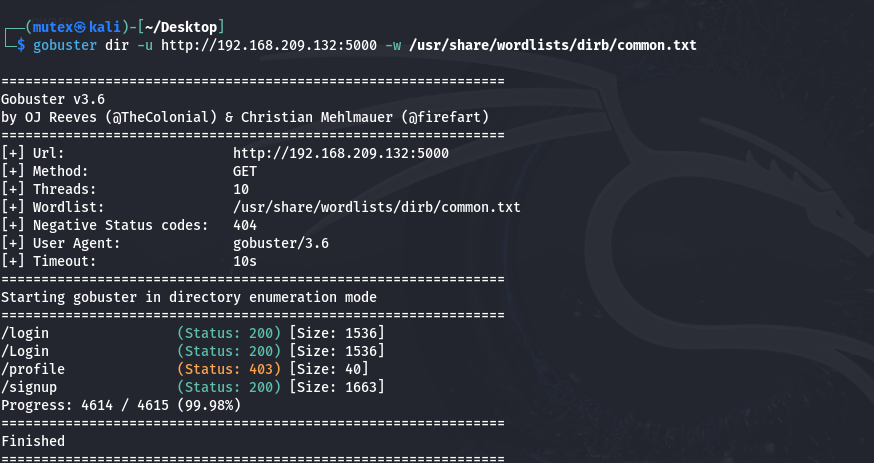 ┌──(mutex㉿kali)-[~/Desktop]
└─$ gobuster dir -u http://192.168.209.132:5000 -w /usr/share/wordlists/dirb/common.txt
===============================================================
Gobuster v3.6
by OJ Reeves (@TheColonial) & Christian Mehlmauer (@firefart)
===============================================================
[+] Url:                     http://192.168.209.132:5000
[+] Method:                  GET
[+] Threads:                 10
[+] Wordlist:                /usr/share/wordlists/dirb/common.txt
[+] Negative Status codes:   404
[+] User Agent:              gobuster/3.6
[+] Timeout:                 10s
===============================================================
Starting gobuster in directory enumeration mode
===============================================================
/login                (Status: 200) [Size: 1536]
/Login                (Status: 200) [Size: 1536]
/profile              (Status: 403) [Size: 40]
/signup               (Status: 200) [Size: 1663]
Progress: 4614 / 4615 (99.98%)
===============================================================
Finished
===============================================================